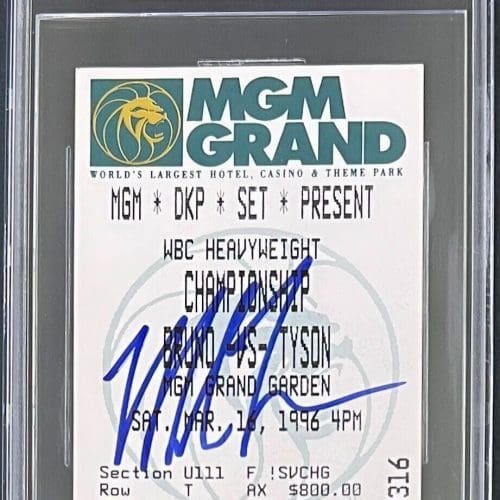 MGM
GRAND
WORLD'S LARGEST HOTEL, CASINO & THEME PARK
MGM * DKP * SET * PRESENT
WBC HEAVYWEIGHT
CHAMPIONSHIP
BRUNO -VS- TYSON
MGM GRAND GARDEN
SAT. MAR. 16, 1996 4PM
Section U111 F !SVCHG
Row T AX $800.00
316